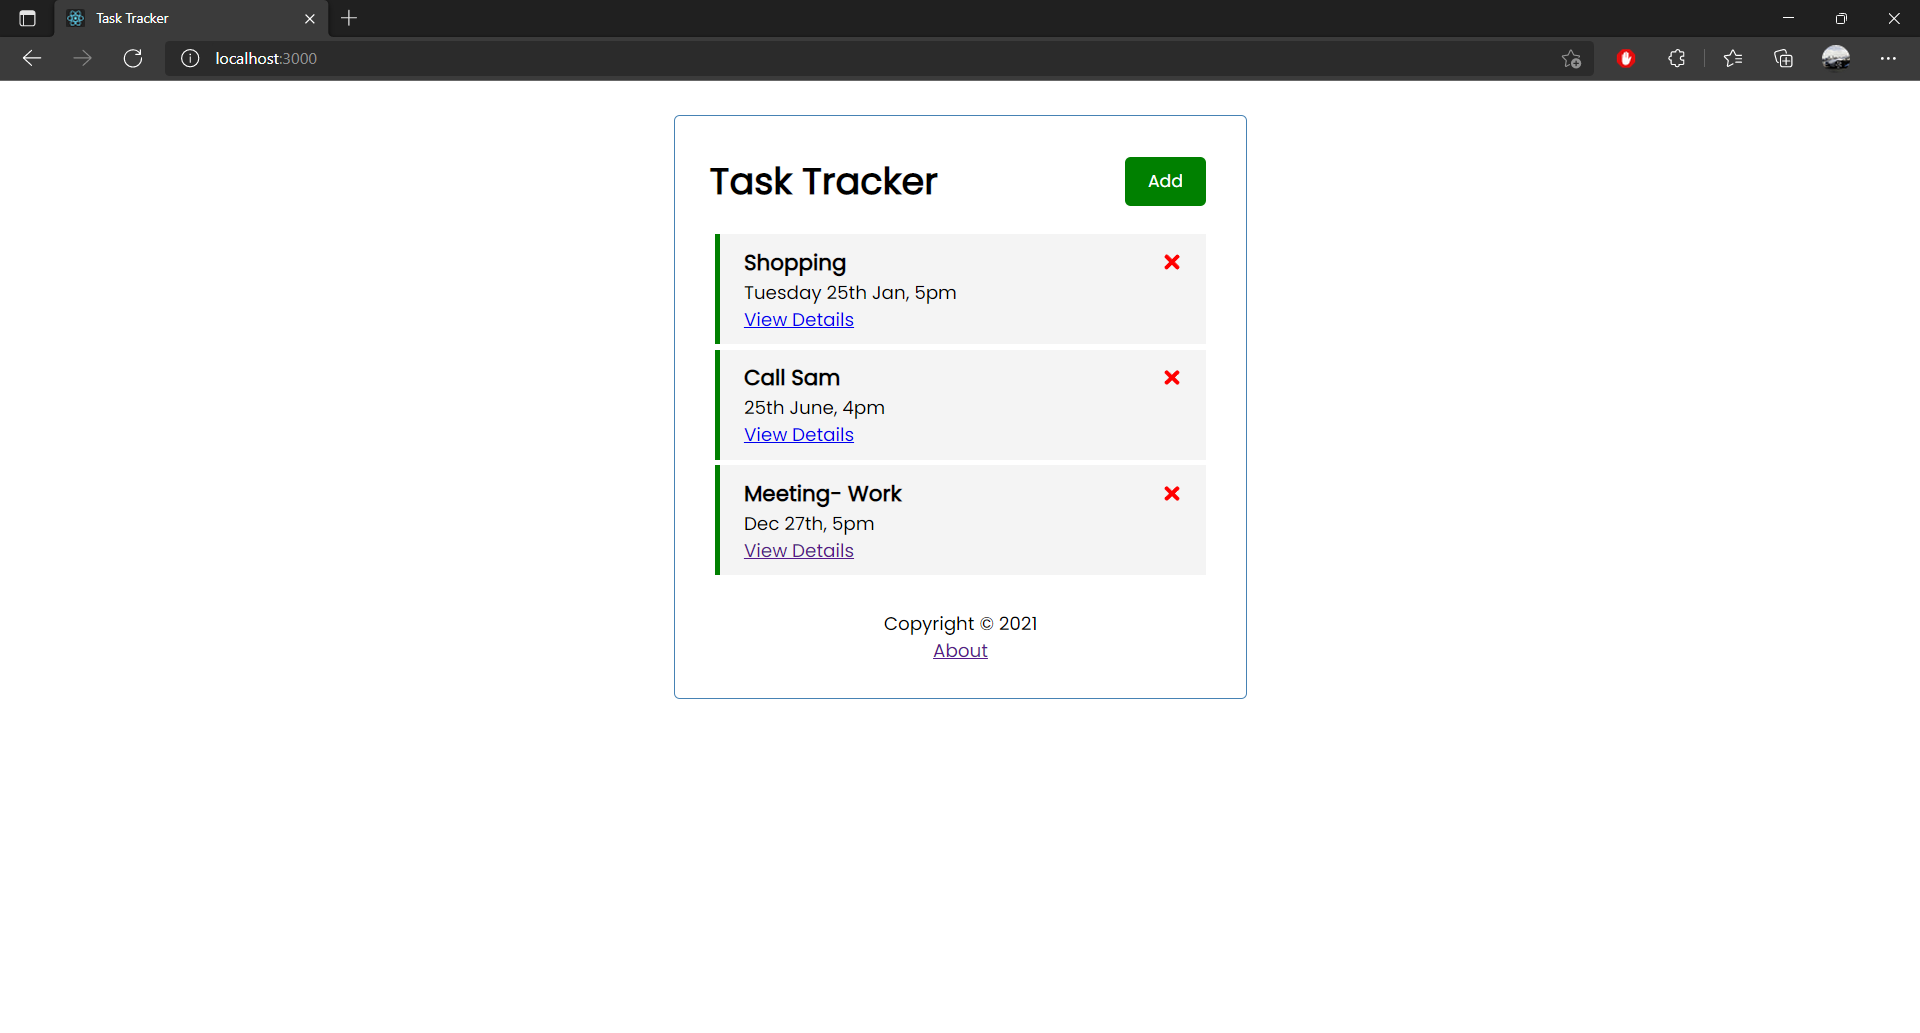 Task Tracker
localhost:3000
Task Tracker
Add
Shopping
Tuesday 25th Jan, 5pm
View Details
Call Sam
25th June, 4pm
View Details
Meeting- Work
Dec 27th, 5pm
View Details
Copyright © 2021
About